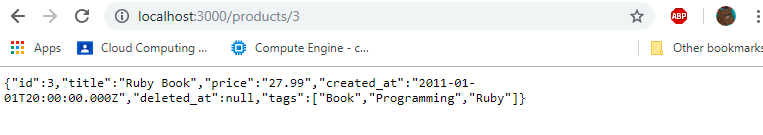 localhost:3000/products/3
ABP
Apps Cloud Computing ... Compute Engine - c... Other bookmarks
{"id":3,"title":"Ruby Book","price":"27.99","created_at":"2011-01-
01T20:00:00.000Z","deleted_at":null,"tags":["Book","Programming","Ruby"]}